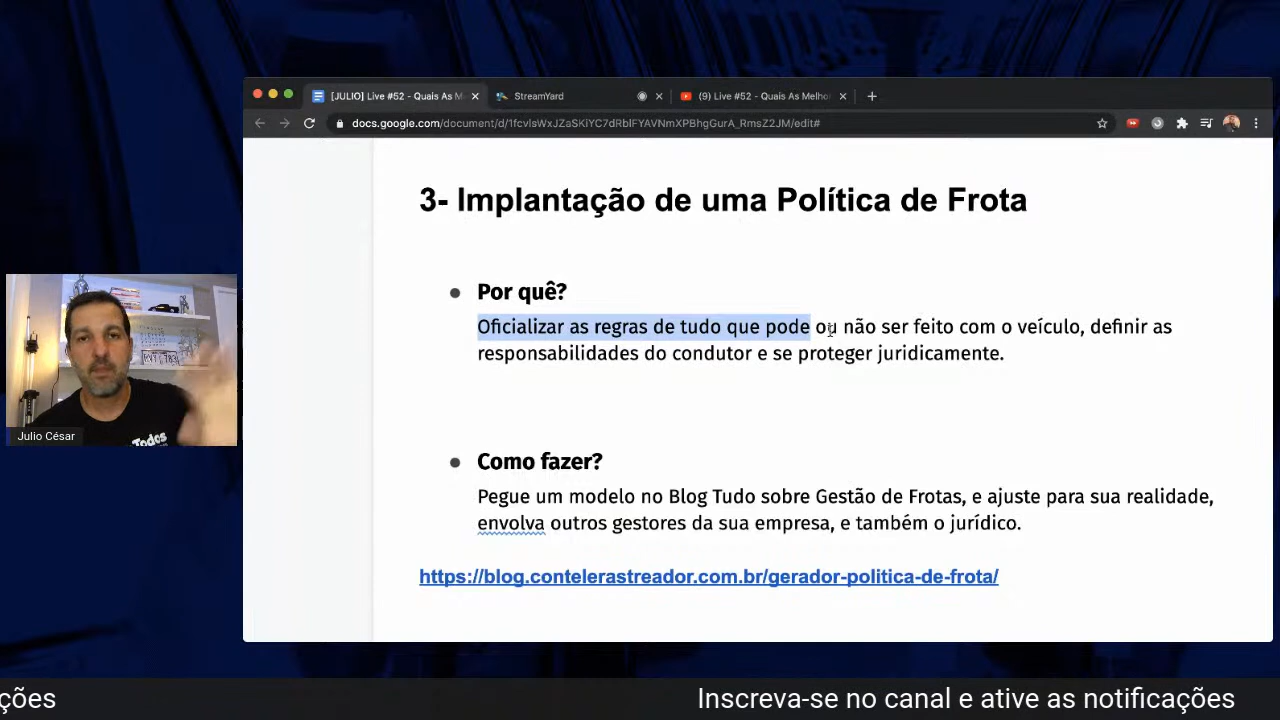 [JULIO] Live #52 - Quais As M
StreamYard
(9) Live #52 - Quais As Melhor
docs.google.com/document/d/1fcvlsWxJZaSKiYC7dRblFYAVNmXPBhgGurA_RmsZ2JM/edit#
3- Implantação de uma Política de Frota
Por quê?
Oficializar as regras de tudo que pode ou não ser feito com o veículo, definir as
responsabilidades do condutor e se proteger juridicamente.
Como fazer?
Pegue um modelo no Blog Tudo sobre Gestão de Frotas, e ajuste para sua realidade,
envolva outros gestores da sua empresa, e também o jurídico.
https://blog.contelerastreador.com.br/gerador-politica-de-frota/
Todos
Julio César
ções
Inscreva-se no canal e ative as notificações